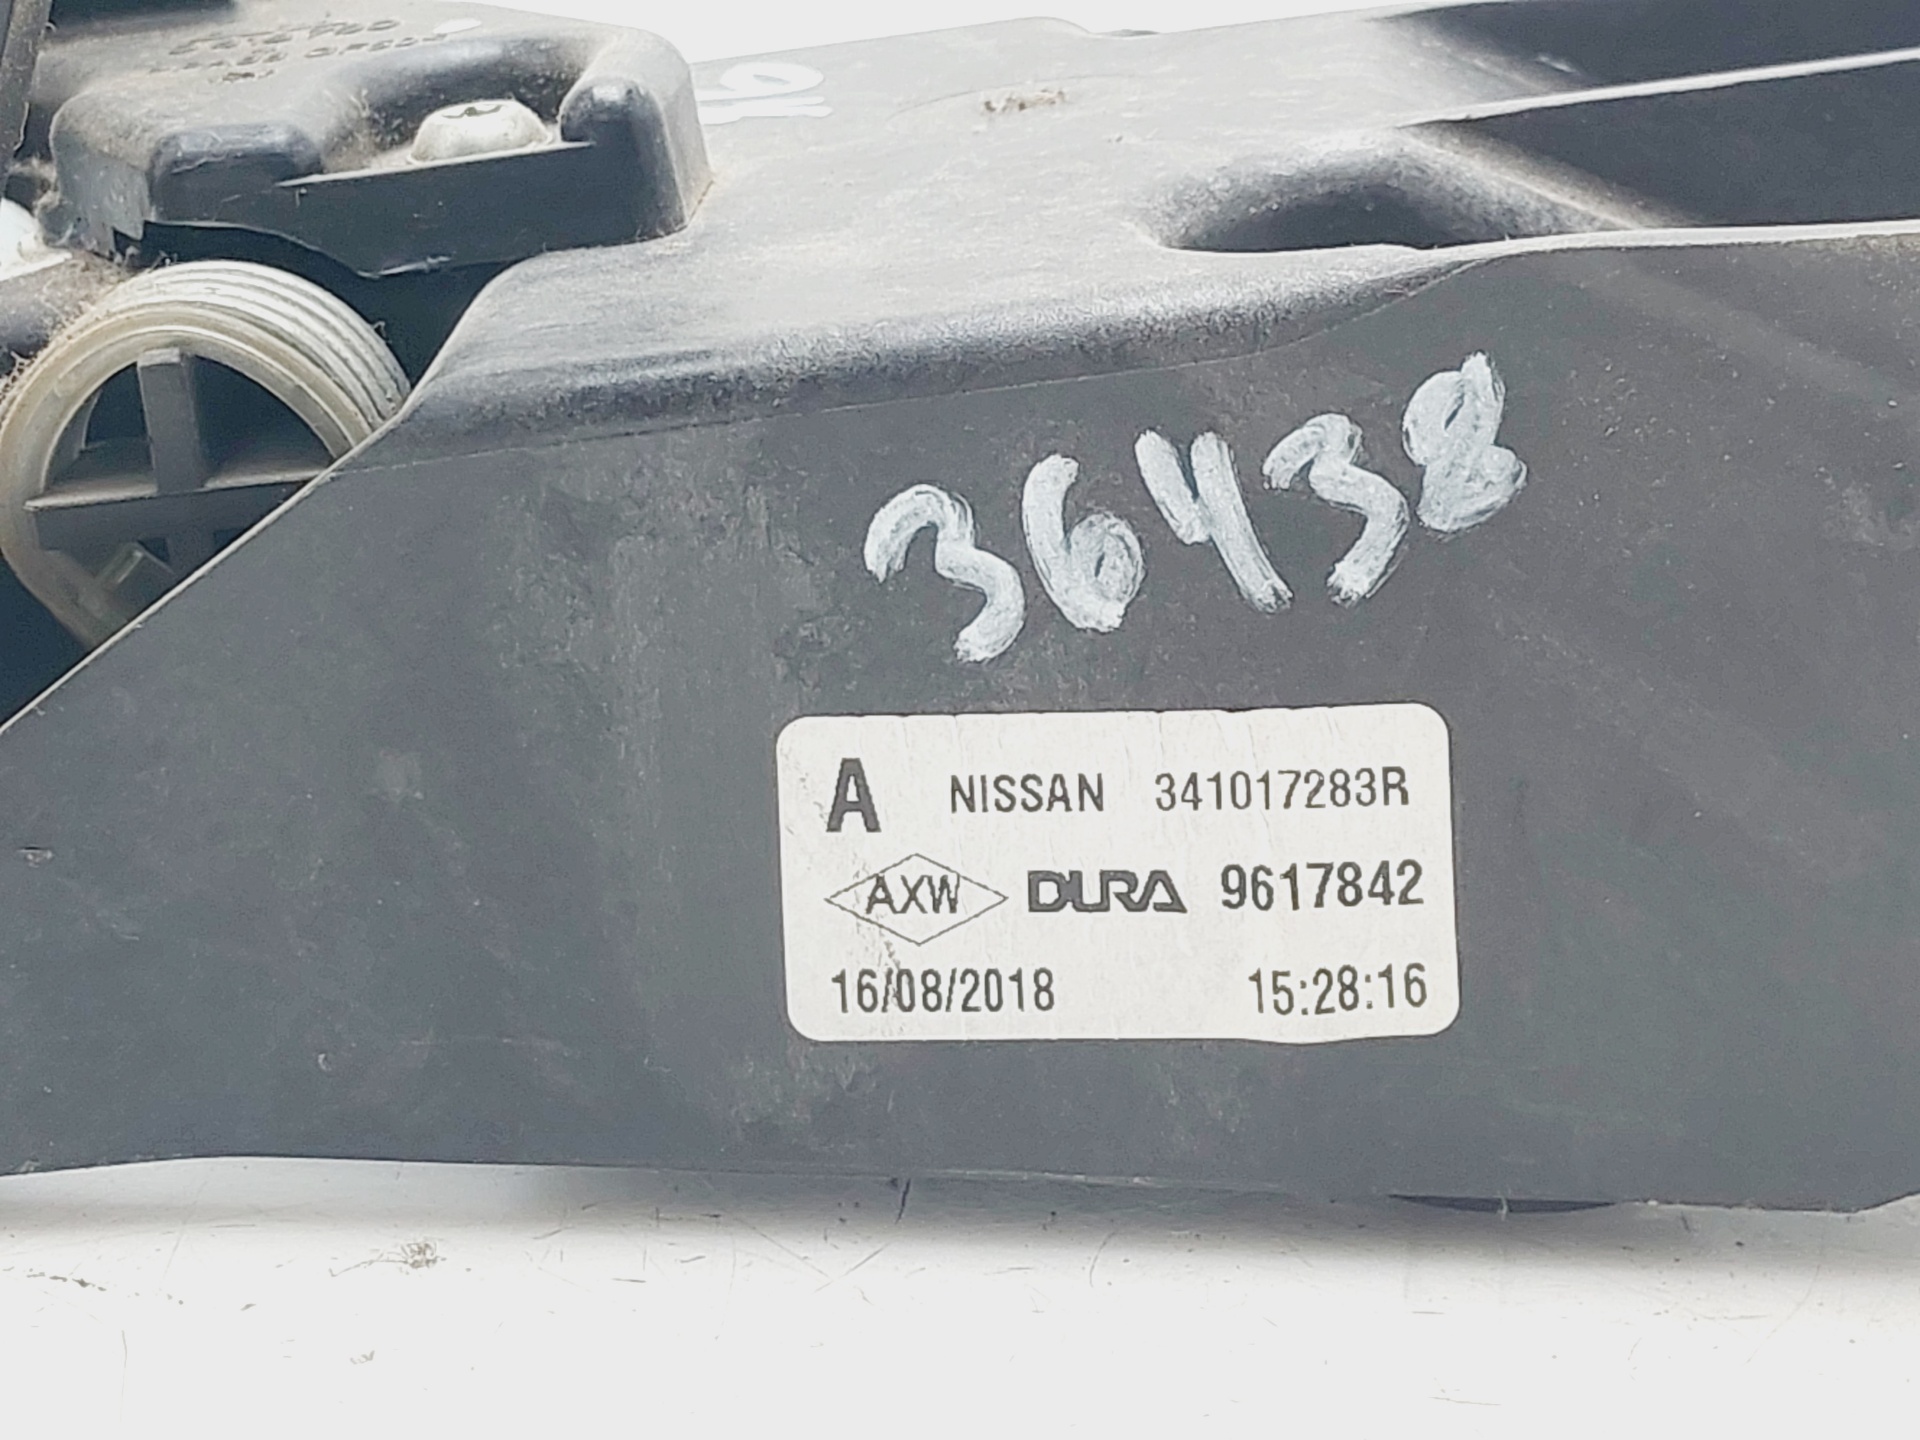 36438
A NISSAN 341017283R
AXW DURA 9617842
16/08/2018 15:28:16